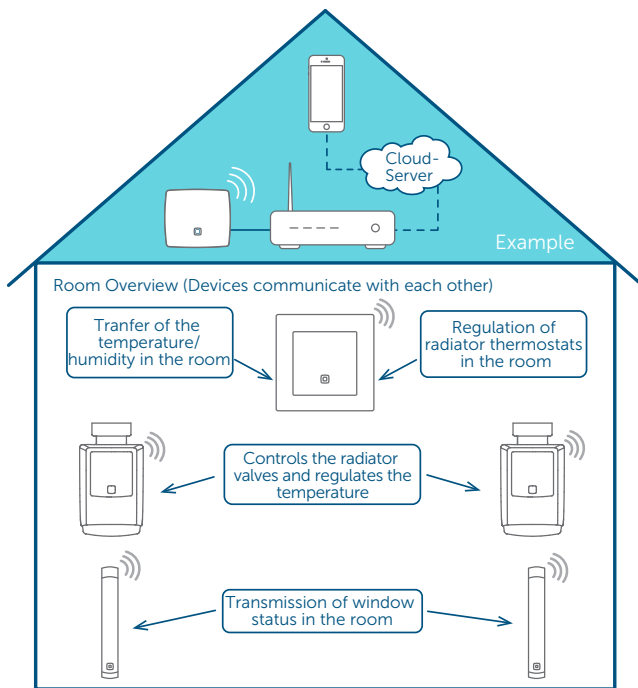 Cloud-
Server
Example
Room Overview (Devices communicate with each other)
Tranfer of the
temperature/
humidity in the room
Regulation of
radiator thermostats
in the room
Controls the radiator
valves and regulates the
temperature
Transmission of window
status in the room